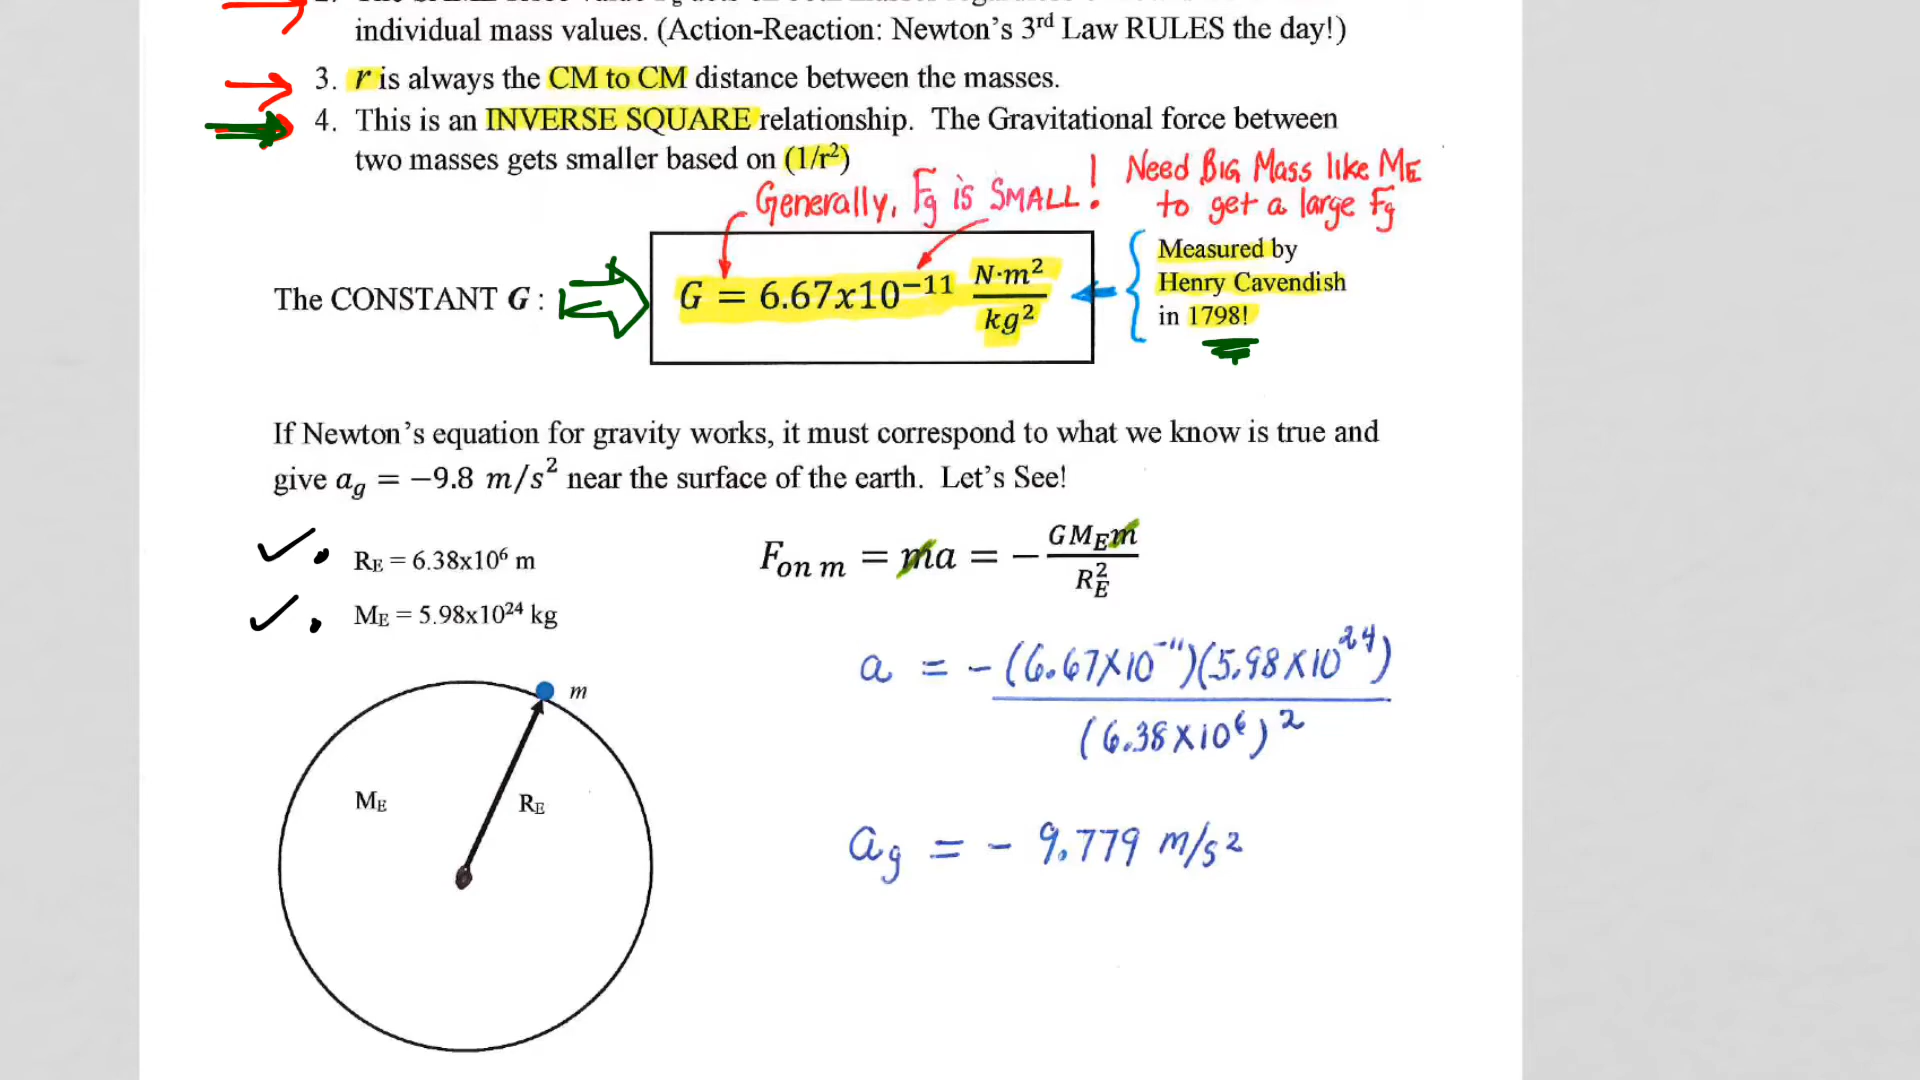 individual mass values. (Action-Reaction: Newton's 3rd Law RULES the day!)
3. r is always the CM to CM distance between the masses.
4. This is an INVERSE SQUARE relationship. The Gravitational force between
two masses gets smaller based on (1/r²)
Generally, Fg is SMALL!
Need BIG Mass like ME
to get a large Fg
The CONSTANT G :
G = 6.67x10⁻¹¹ N·m²/kg²
Measured by
Henry Cavendish
in 1798!
If Newton's equation for gravity works, it must correspond to what we know is true and
give ag = −9.8 m/s² near the surface of the earth. Let's See!
RE = 6.38x10⁶ m
ME = 5.98x10²⁴ kg
Fon m = ma = − GMEm / RE²
a = - (6.67X10⁻¹¹)(5.98X10²⁴)
(6.38X10⁶)²
m
ME
RE
ag = - 9.779 m/s²